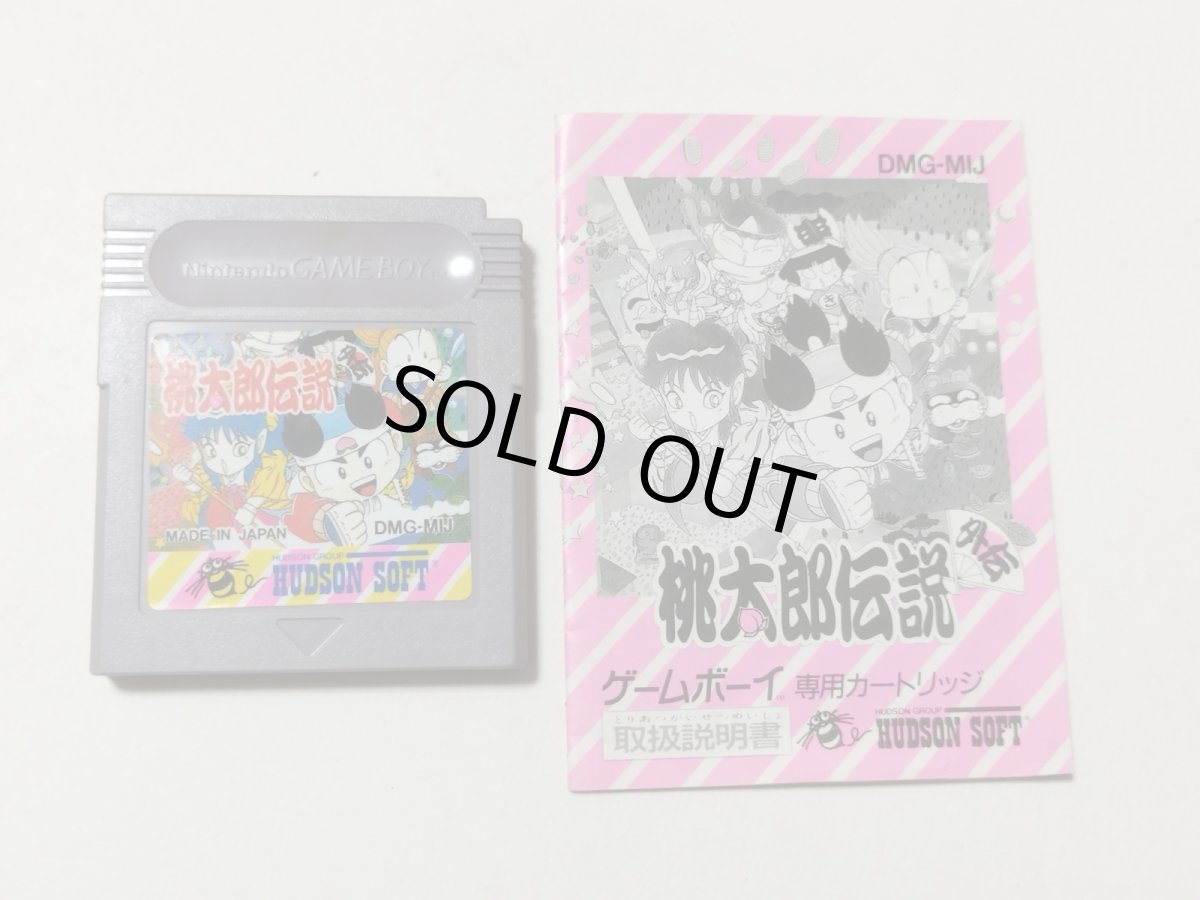 Nintendo GAME BOY™
桃太郎伝説
外伝
MADE IN JAPAN
DMG-MIJ
HUDSON GROUP
HUDSON SOFT
SOLD OUT
DMG-MIJ
外伝
桃太郎伝説
ゲームボーイ™ 専用カートリッジ
とりあつかいせつめいしょ
取扱説明書
HUDSON GROUP
HUDSON SOFT